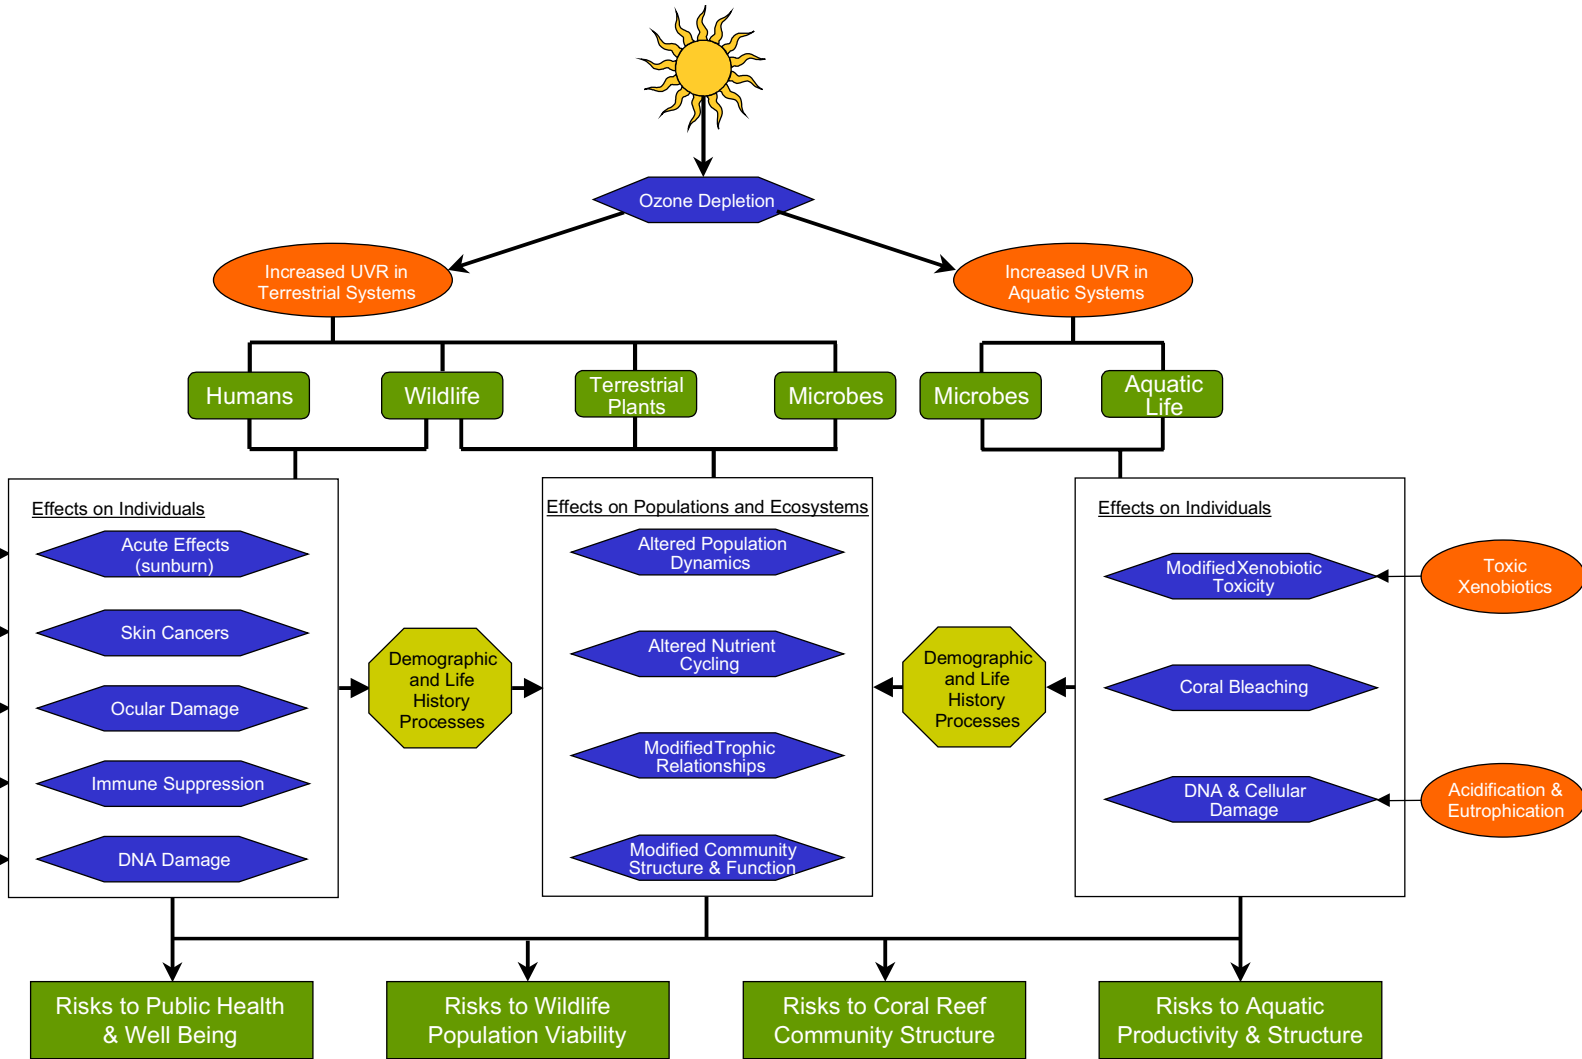 Ozone Depletion
Increased UVR in
Terrestrial Systems
Increased UVR in
Aquatic Systems
Humans
Wildlife
Terrestrial
Plants
Microbes
Microbes
Aquatic
Life
Effects on Individuals
Acute Effects
(sunburn)
Skin Cancers
Ocular Damage
Immune Suppression
DNA Damage
Demographic
and Life
History
Processes
Effects on Populations and Ecosystems
Altered Population
Dynamics
Altered Nutrient
Cycling
Modified Trophic
Relationships
Modified Community
Structure & Function
Demographic
and Life
History
Processes
Effects on Individuals
Modified Xenobiotic
Toxicity
Coral Bleaching
DNA & Cellular
Damage
Toxic
Xenobiotics
Acidification &
Eutrophication
Risks to Public Health
& Well Being
Risks to Wildlife
Population Viability
Risks to Coral Reef
Community Structure
Risks to Aquatic
Productivity & Structure